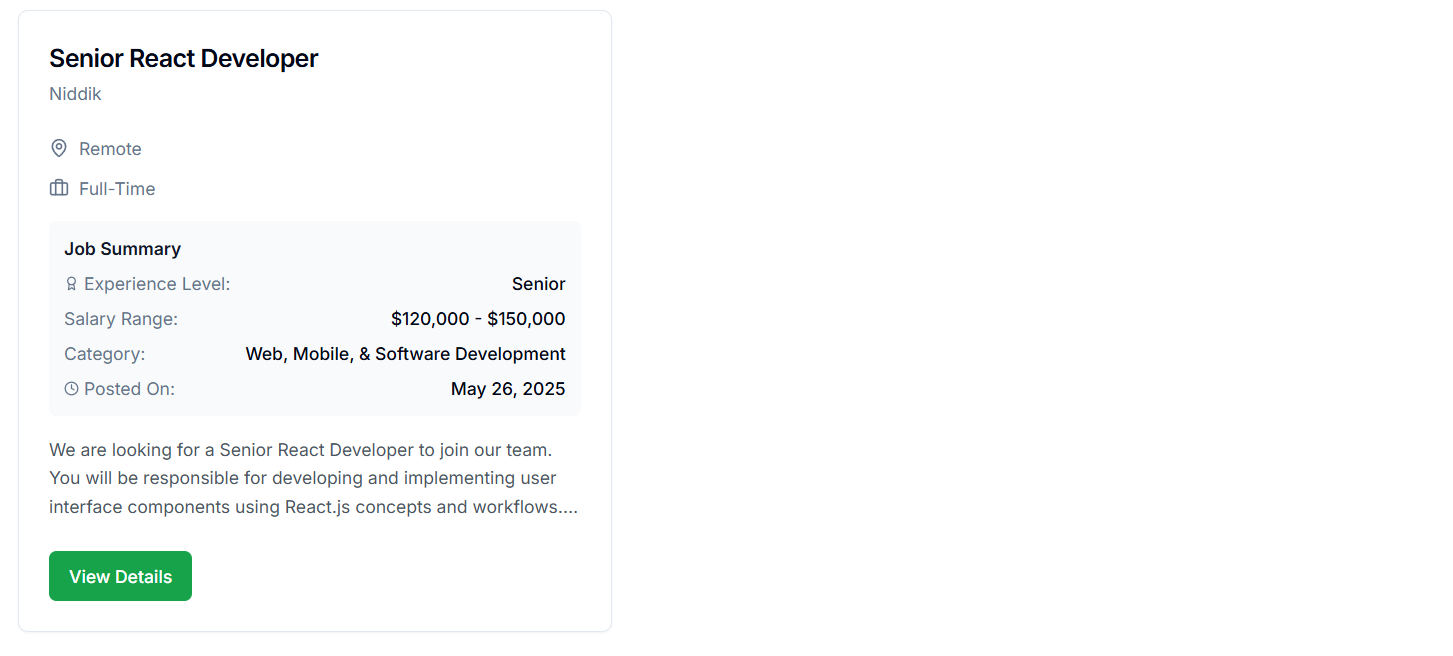 Senior React Developer
Niddik
Remote
Full-Time
Job Summary
Experience Level: Senior
Salary Range: $120,000 - $150,000
Category: Web, Mobile, & Software Development
Posted On: May 26, 2025
We are looking for a Senior React Developer to join our team.
You will be responsible for developing and implementing user
interface components using React.js concepts and workflows....
View Details